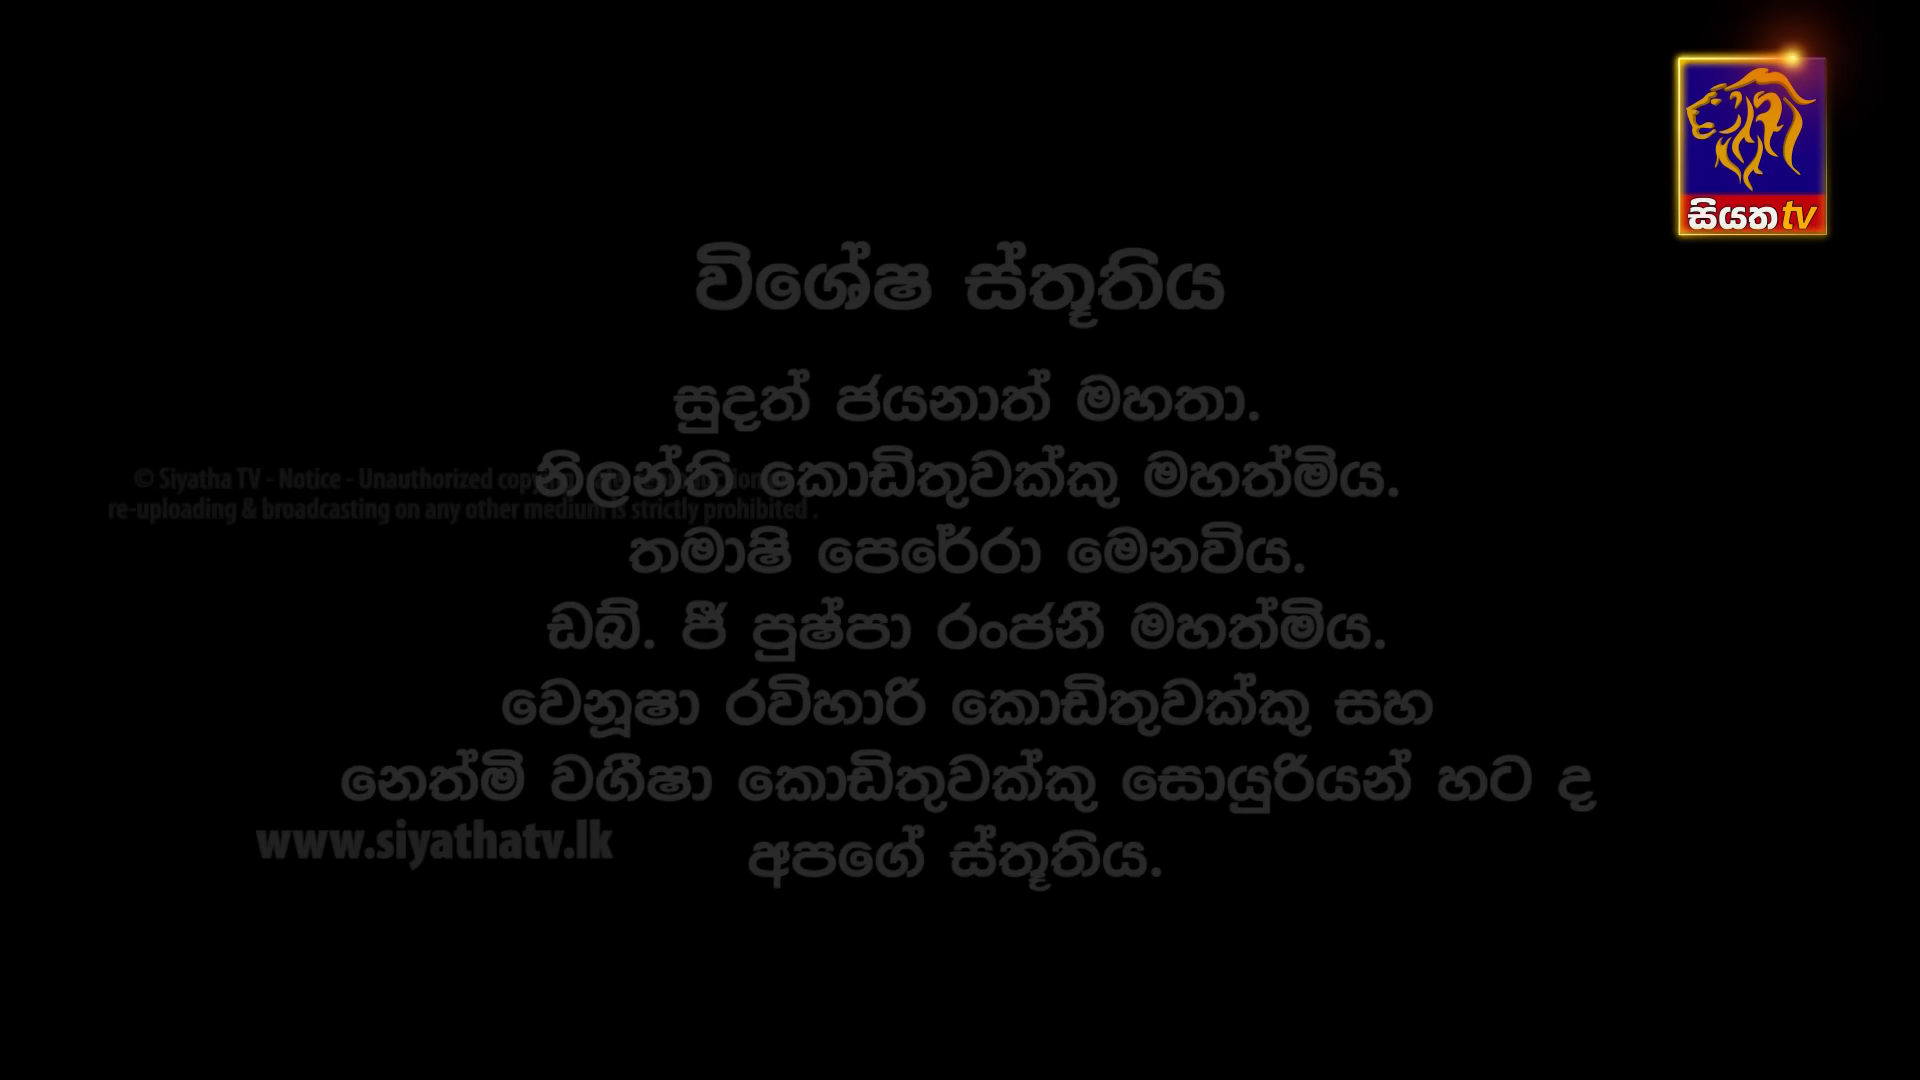 සියත tv
විශේෂ ස්තූතිය
සුදත් ජයනාත් මහතා.
නිලන්ති කොඩිතුවක්කු මහත්මිය.
© Siyatha TV - Notice - Unauthorized
re-uploading & broadcasting on any other medium is strictly prohibited .
තමාෂි පෙරේරා මෙනවිය.
ඩබ්. ජී පුෂ්පා රංජනී මහත්මිය.
වෙනූෂා රවිහාරි කොඩිතුවක්කු සහ
නෙත්මි වගීෂා කොඩිතුවක්කු සොයුරියන් හට ද
www.siyathatv.lk
අපගේ ස්තූතිය.